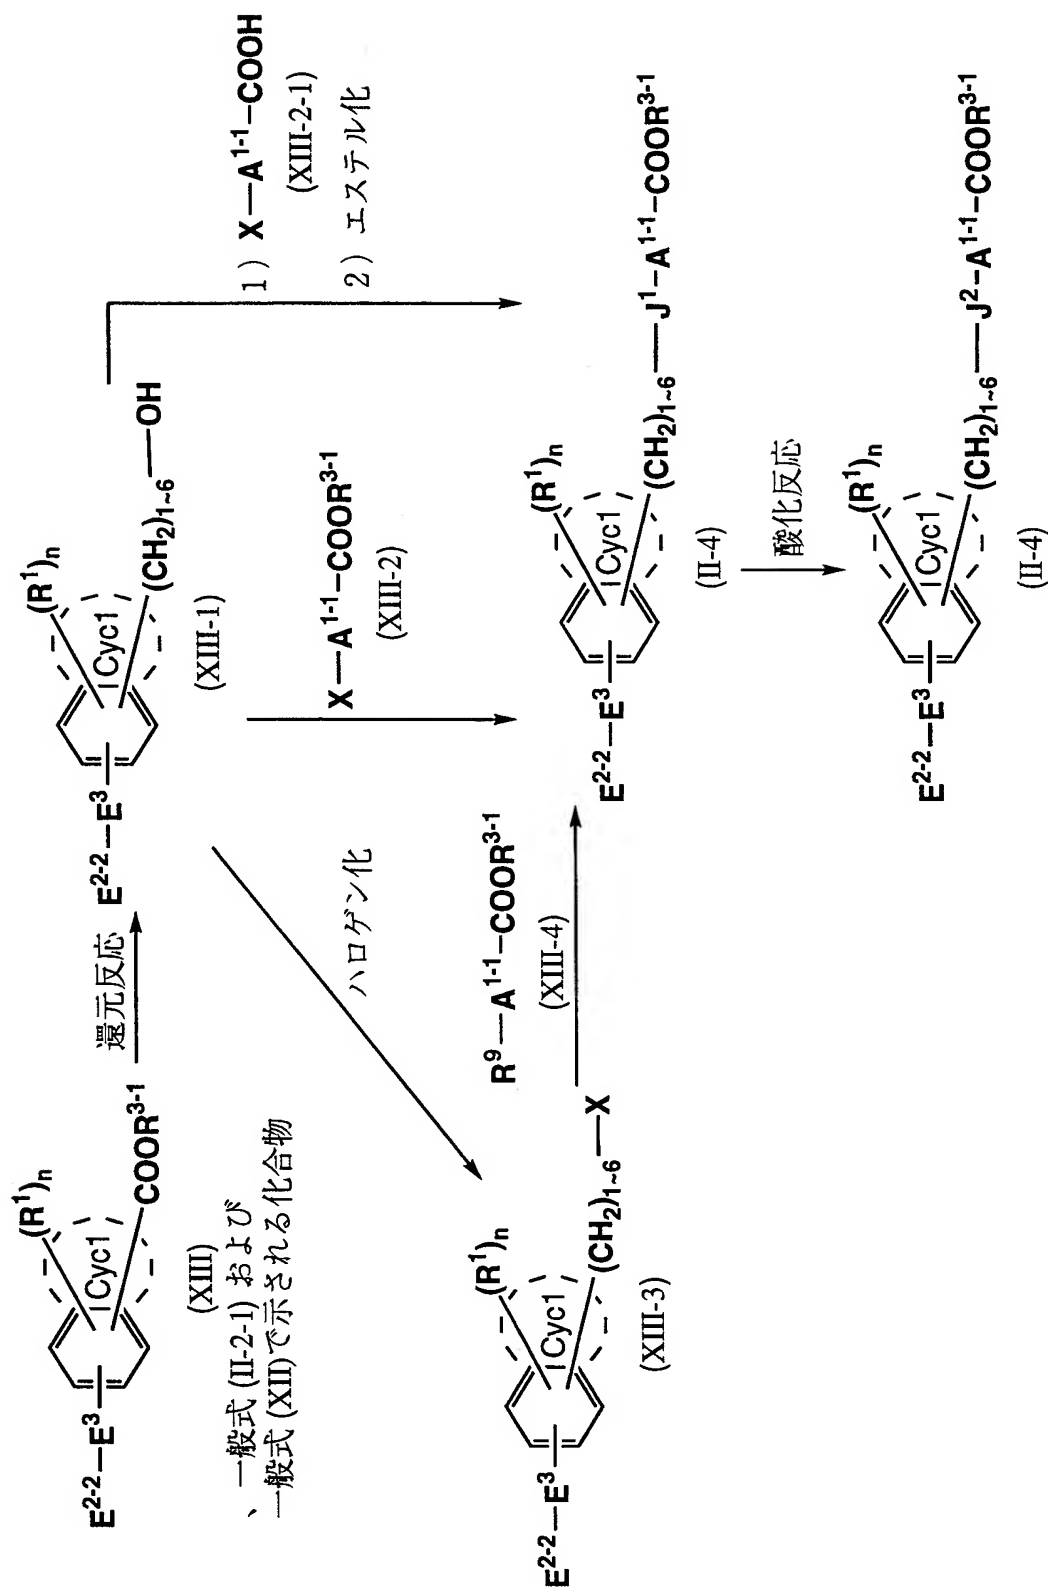 E²⁻²—E³
Cyc1
(R¹)ₙ
COOR³⁻¹
(XIII)
、一般式 (II-2-1) および
一般式 (XII) で示される化合物
還元反応
E²⁻²—E³
Cyc1
(R¹)ₙ
(CH₂)₁~₆—OH
(XIII-1)
1) X—A¹⁻¹—COOH
(XIII-2-1)
2) エステル化
X—A¹⁻¹—COOR³⁻¹
(XIII-2)
ハロゲン化
E²⁻²—E³
Cyc1
(R¹)ₙ
(CH₂)₁~₆—X
(XIII-3)
R⁹—A¹⁻¹—COOR³⁻¹
(XIII-4)
E²⁻²—E³
Cyc1
(R¹)ₙ
(CH₂)₁~₆—J¹—A¹⁻¹—COOR³⁻¹
(II-4)
酸化反応
E²⁻²—E³
Cyc1
(R¹)ₙ
(CH₂)₁~₆—J²—A¹⁻¹—COOR³⁻¹
(II-4)